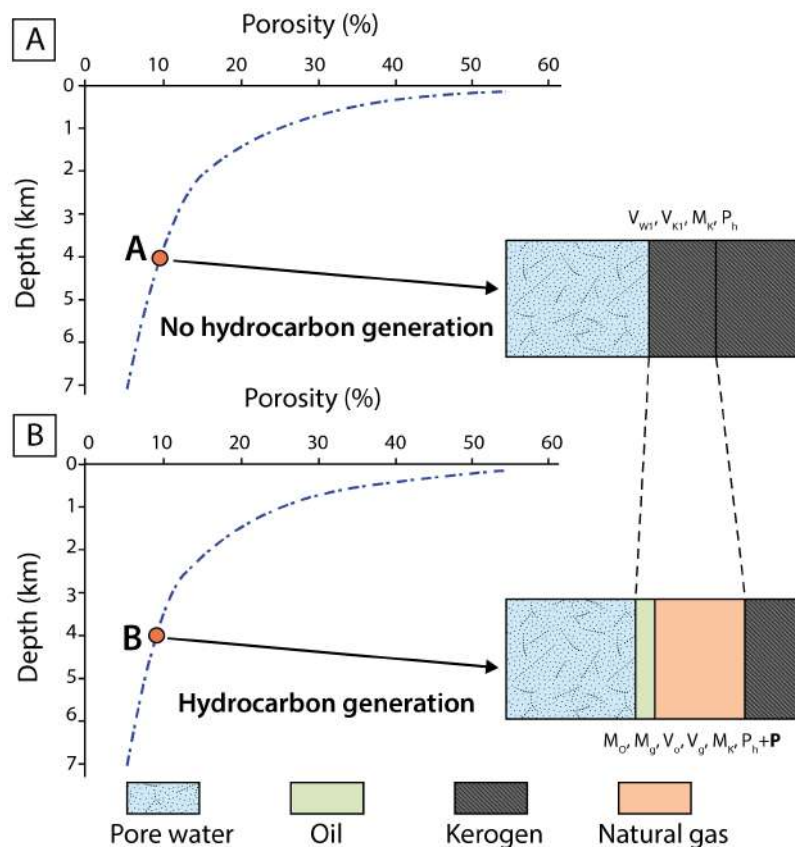 A
Porosity (%)
0 10 20 30 40 50 60
0
1
2
3
4
5
6
7
Depth (km)
A
No hydrocarbon generation
V_W1, V_K1, M_K, P_h
B
Porosity (%)
0 10 20 30 40 50 60
0
1
2
3
4
5
6
7
Depth (km)
B
Hydrocarbon generation
M_O, M_g, V_o, V_g, M_K, P_h+P
Pore water Oil Kerogen Natural gas